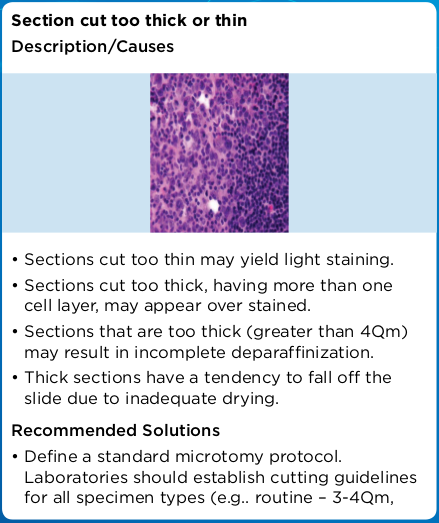 Section cut too thick or thin
Description/Causes
• Sections cut too thin may yield light staining.
• Sections cut too thick, having more than one
cell layer, may appear over stained.
• Sections that are too thick (greater than 4Qm)
may result in incomplete deparaffinization.
• Thick sections have a tendency to fall off the
slide due to inadequate drying.
Recommended Solutions
• Define a standard microtomy protocol.
Laboratories should establish cutting guidelines
for all specimen types (e.g.. routine – 3-4Qm,